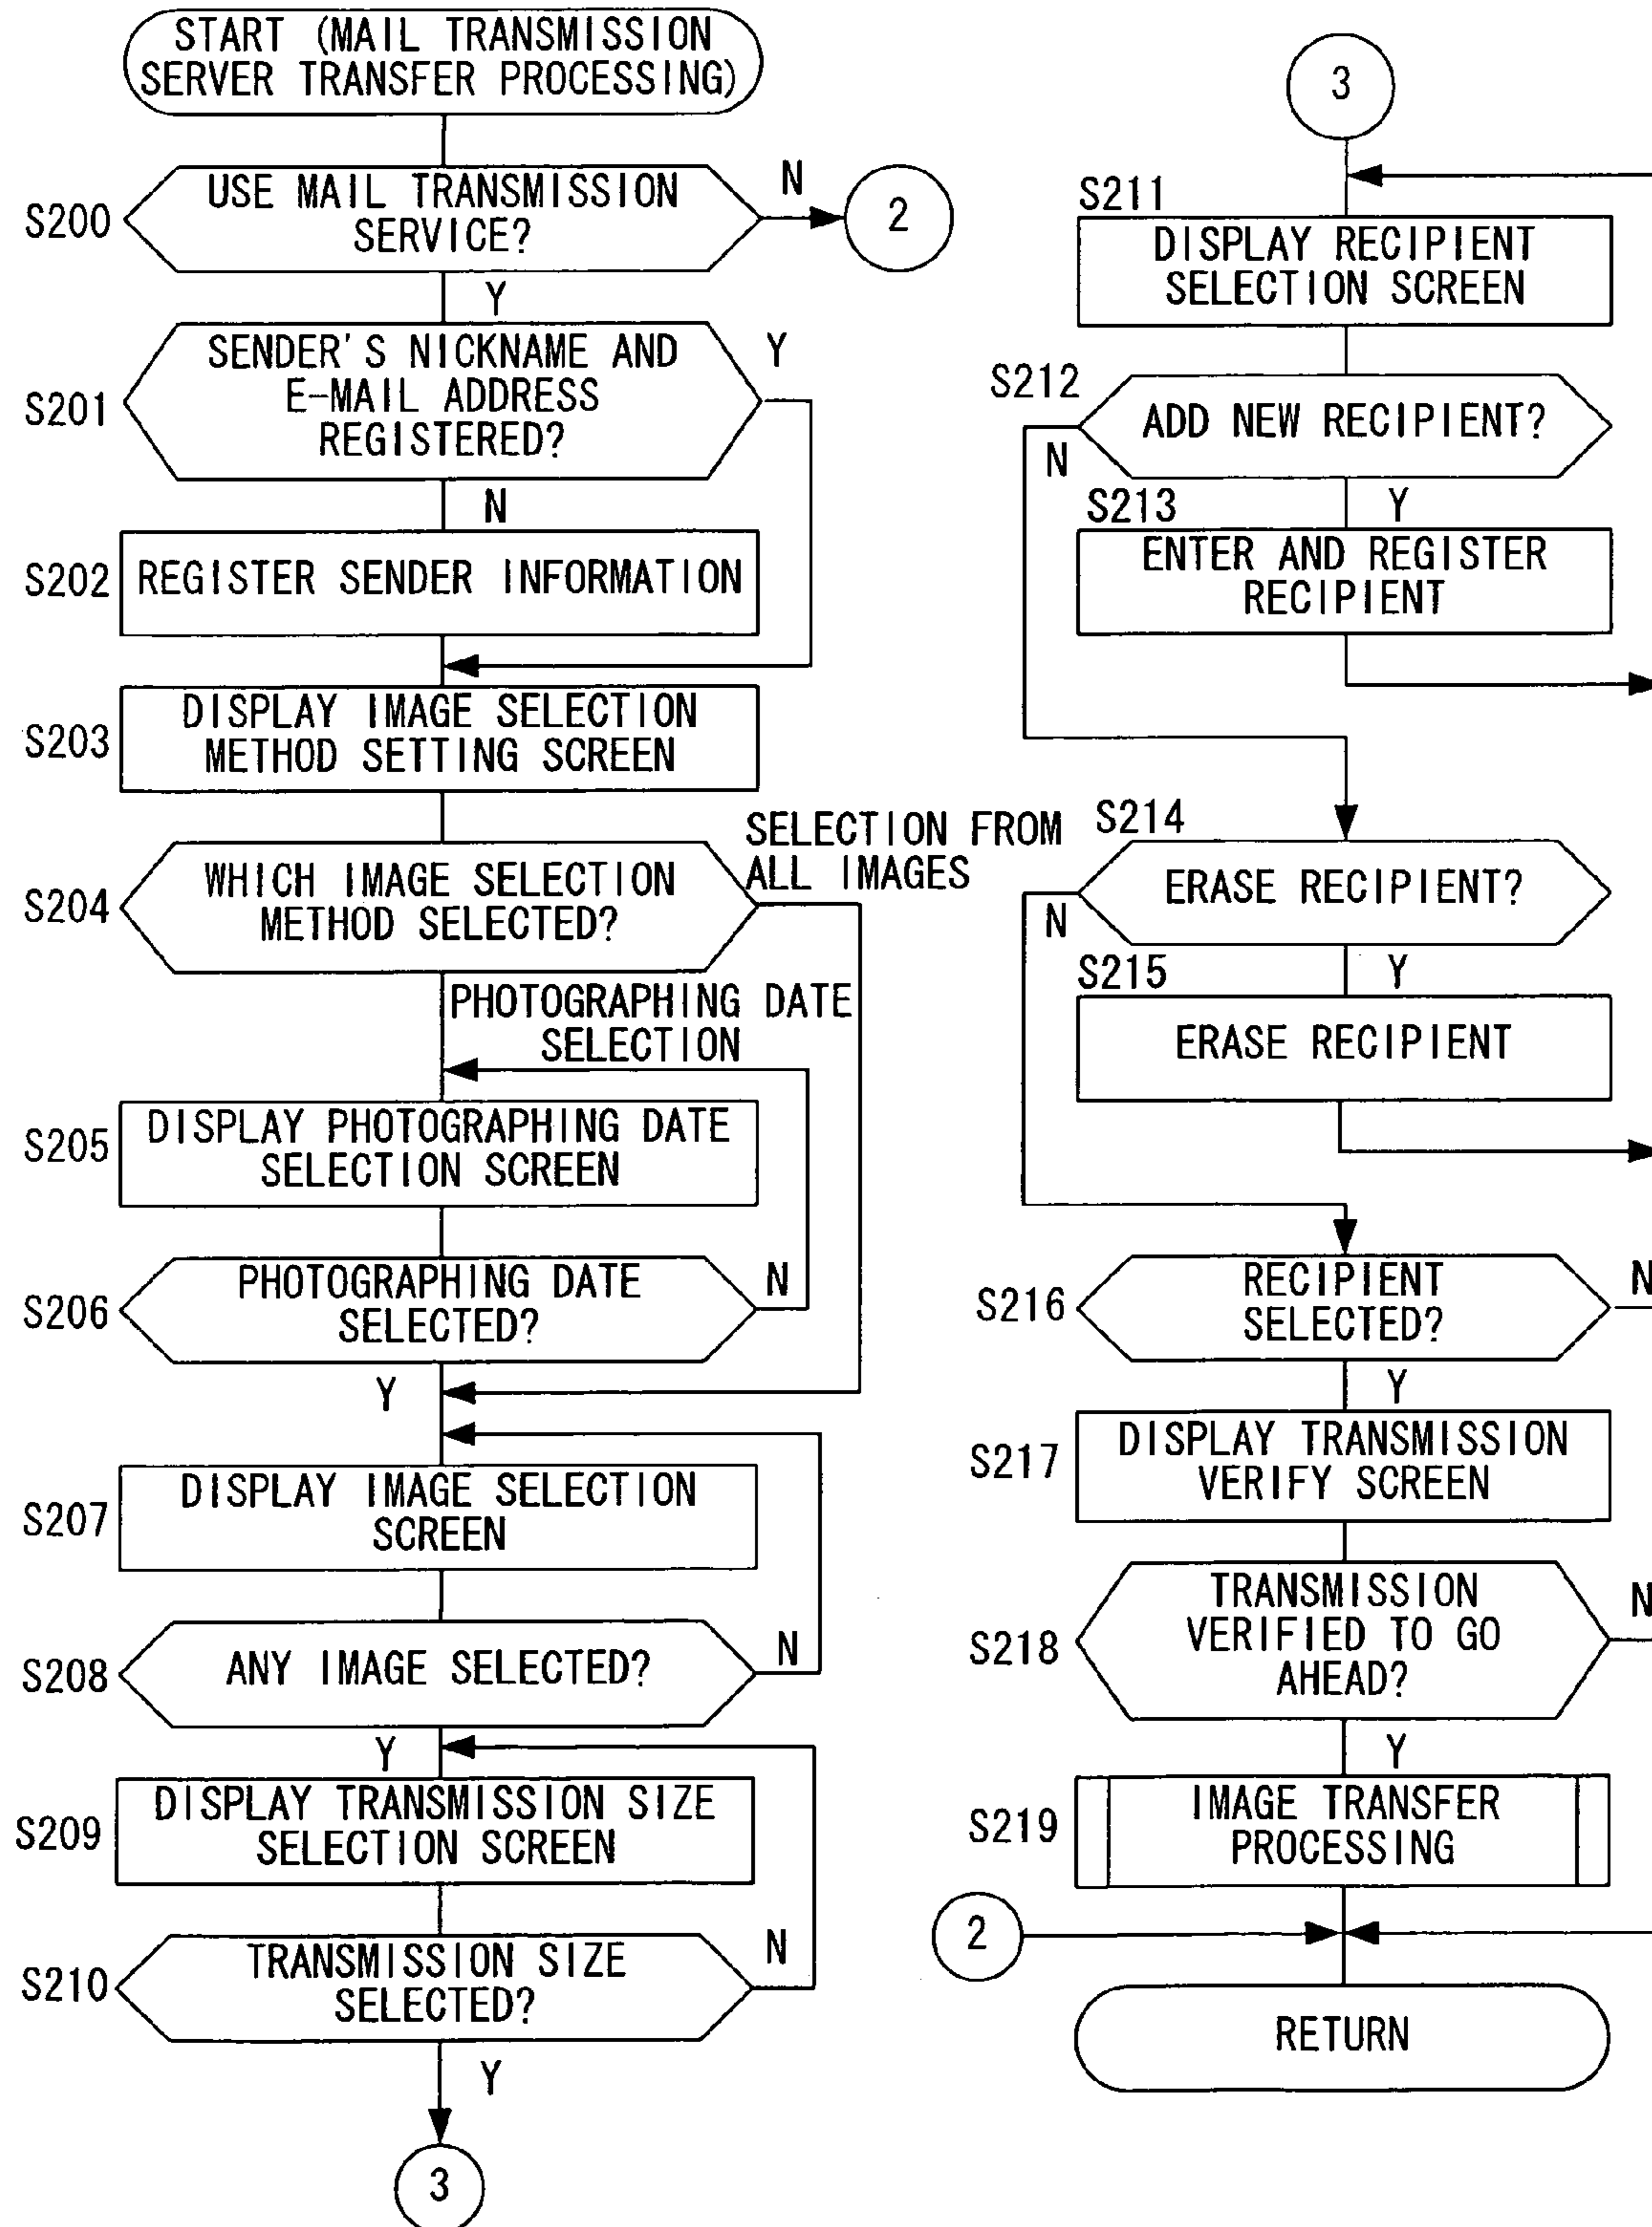 START (MAIL TRANSMISSION
SERVER TRANSFER PROCESSING)
S200
USE MAIL TRANSMISSION
SERVICE?
N
2
Y
S201
SENDER'S NICKNAME AND
E-MAIL ADDRESS
REGISTERED?
Y
N
S202
REGISTER SENDER INFORMATION
S203
DISPLAY IMAGE SELECTION
METHOD SETTING SCREEN
S204
WHICH IMAGE SELECTION
METHOD SELECTED?
SELECTION FROM
ALL IMAGES
PHOTOGRAPHING DATE
SELECTION
S205
DISPLAY PHOTOGRAPHING DATE
SELECTION SCREEN
S206
PHOTOGRAPHING DATE
SELECTED?
N
Y
S207
DISPLAY IMAGE SELECTION
SCREEN
S208
ANY IMAGE SELECTED?
N
Y
S209
DISPLAY TRANSMISSION SIZE
SELECTION SCREEN
S210
TRANSMISSION SIZE
SELECTED?
N
Y
3
3
S211
DISPLAY RECIPIENT
SELECTION SCREEN
S212
ADD NEW RECIPIENT?
N
Y
S213
ENTER AND REGISTER
RECIPIENT
S214
ERASE RECIPIENT?
N
Y
S215
ERASE RECIPIENT
S216
RECIPIENT
SELECTED?
N
Y
S217
DISPLAY TRANSMISSION
VERIFY SCREEN
S218
TRANSMISSION
VERIFIED TO GO
AHEAD?
N
Y
S219
IMAGE TRANSFER
PROCESSING
2
RETURN